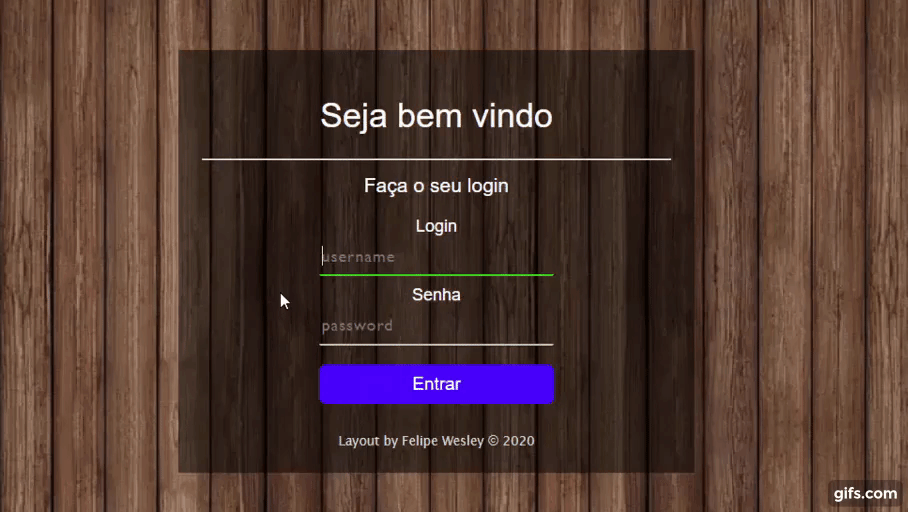 Seja bem vindo
Faça o seu login
Login
username
Senha
password
Entrar
Layout by Felipe Wesley © 2020
gifs.com